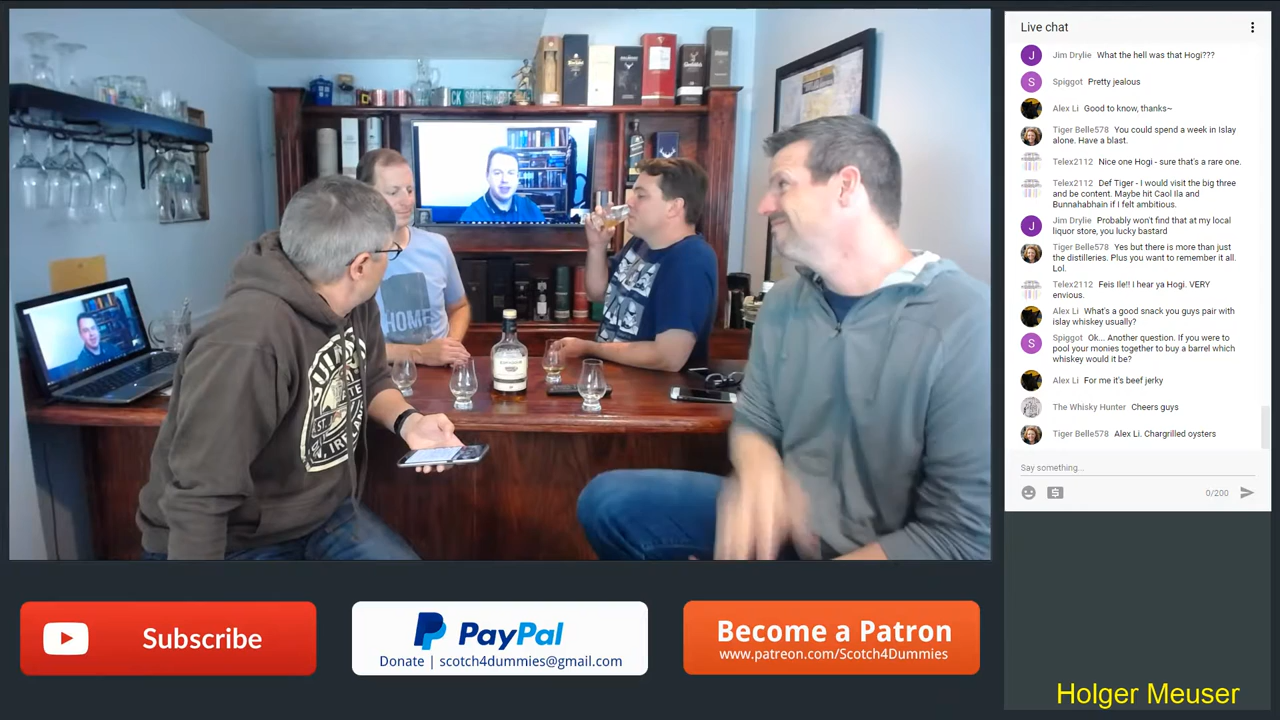 HOME
GUIN
Live chat
Jim Drylie What the hell was that Hogi???
Spiggot Pretty jealous
Alex Li Good to know, thanks~
Tiger Belle578 You could spend a week in Islay
alone. Have a blast.
Telex2112 Nice one Hogi - sure that's a rare one.
Telex2112 Def Tiger - I would visit the big three
and be content. Maybe hit Caol Ila and
Bunnahabhain if I felt ambitious.
Jim Drylie Probably won't find that at my local
liquor store, you lucky bastard
Tiger Belle578 Yes but there is more than just
the distilleries. Plus you want to remember it all.
Lol.
Telex2112 Feis Ile!! I hear ya Hogi. VERY
envious.
Alex Li What's a good snack you guys pair with
islay whiskey usually?
Spiggot Ok... Another question. If you were to
pool your monies together to buy a barrel which
whiskey would it be?
Alex Li For me it's beef jerky
The Whisky Hunter Cheers guys
Tiger Belle578 Alex Li. Chargrilled oysters
Say something...
0/200
Subscribe
PayPal
Donate | scotch4dummies@gmail.com
Become a Patron
www.patreon.com/Scotch4Dummies
Holger Meuser